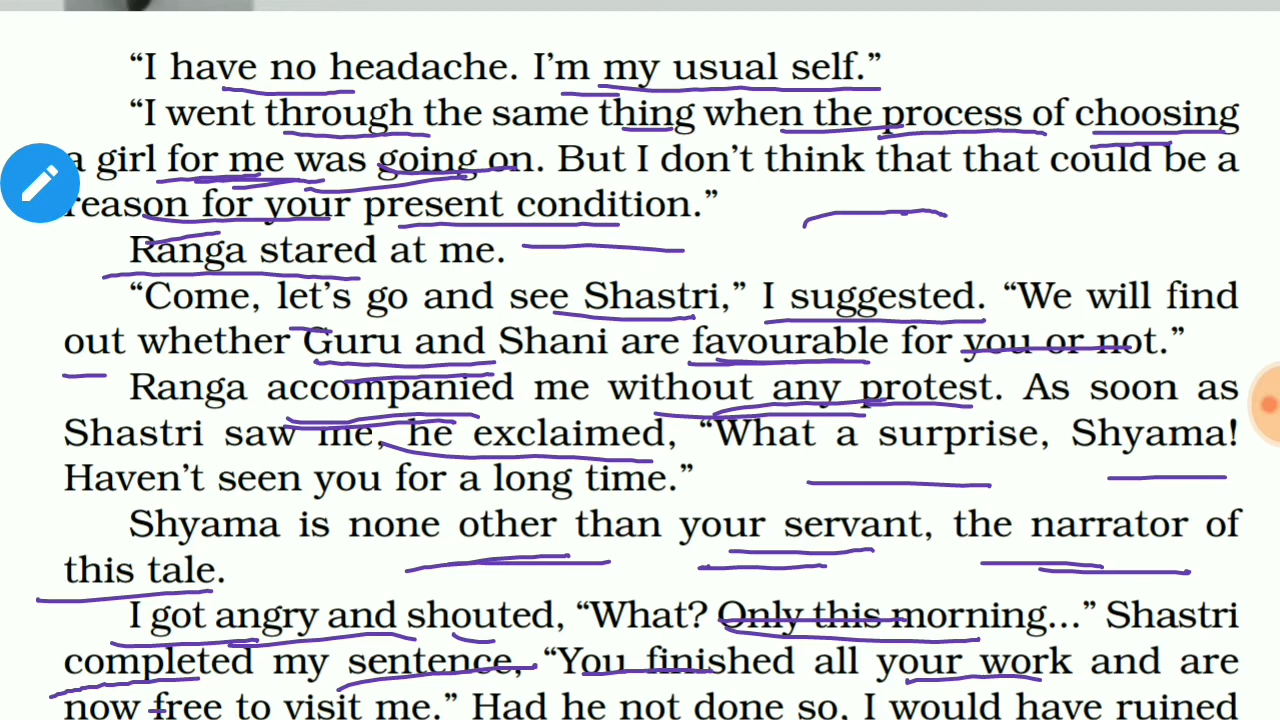 “I have no headache. I’m my usual self.”
“I went through the same thing when the process of choosing
a girl for me was going on. But I don’t think that that could be a
reason for your present condition.”
Ranga stared at me.
“Come, let’s go and see Shastri,” I suggested. “We will find
out whether Guru and Shani are favourable for you or not.”
Ranga accompanied me without any protest. As soon as
Shastri saw me, he exclaimed, “What a surprise, Shyama!
Haven’t seen you for a long time.”
Shyama is none other than your servant, the narrator of
this tale.
I got angry and shouted, “What? Only this morning...” Shastri
completed my sentence, “You finished all your work and are
now free to visit me.” Had he not done so, I would have ruined